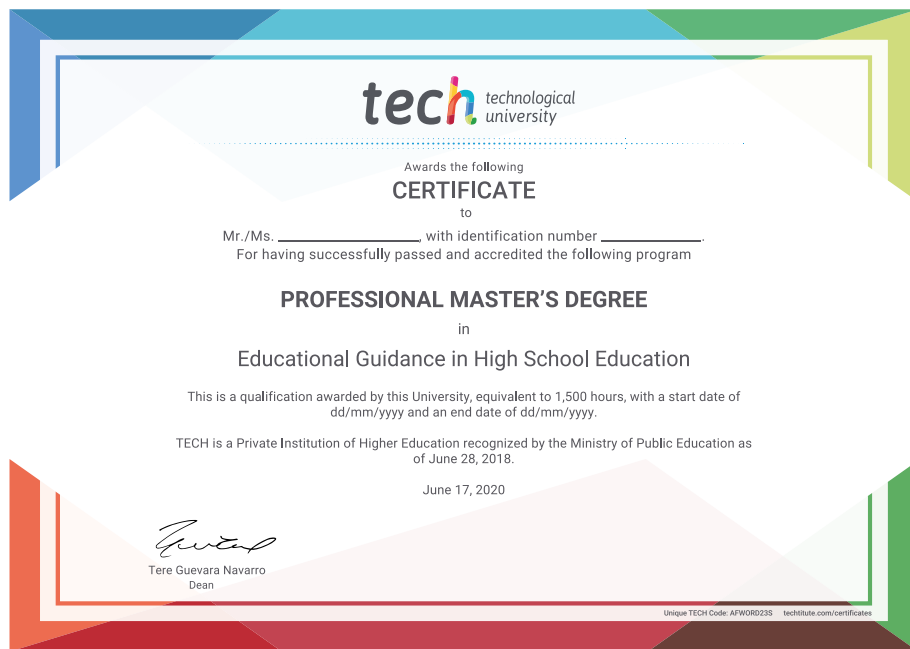 tech technological
university
Awards the following
CERTIFICATE
to
Mr./Ms. ____________________, with identification number ______________.
For having successfully passed and accredited the following program
PROFESSIONAL MASTER'S DEGREE
in
Educational Guidance in High School Education
This is a qualification awarded by this University, equivalent to 1,500 hours, with a start date of
dd/mm/yyyy and an end date of dd/mm/yyyy.
TECH is a Private Institution of Higher Education recognized by the Ministry of Public Education as
of June 28, 2018.
June 17, 2020
Tere Guevara Navarro
Dean
Unique TECH Code: AFWORD23S techtitute.com/certificates